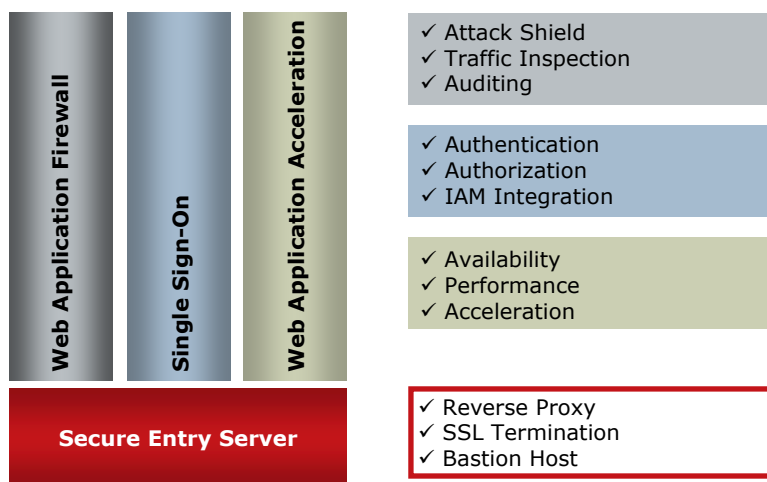 Web Application Firewall
Single Sign-On
Web Application Acceleration
Secure Entry Server
✓ Attack Shield
✓ Traffic Inspection
✓ Auditing
✓ Authentication
✓ Authorization
✓ IAM Integration
✓ Availability
✓ Performance
✓ Acceleration
✓ Reverse Proxy
✓ SSL Termination
✓ Bastion Host